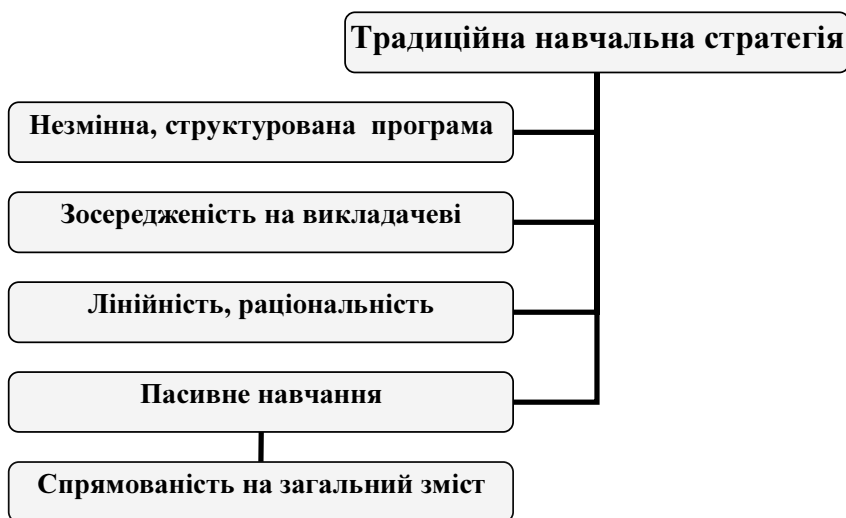 Традиційна навчальна стратегія
Незмінна, структурована програма
Зосередженість на викладачеві
Лінійність, раціональність
Пасивне навчання
Спрямованість на загальний зміст